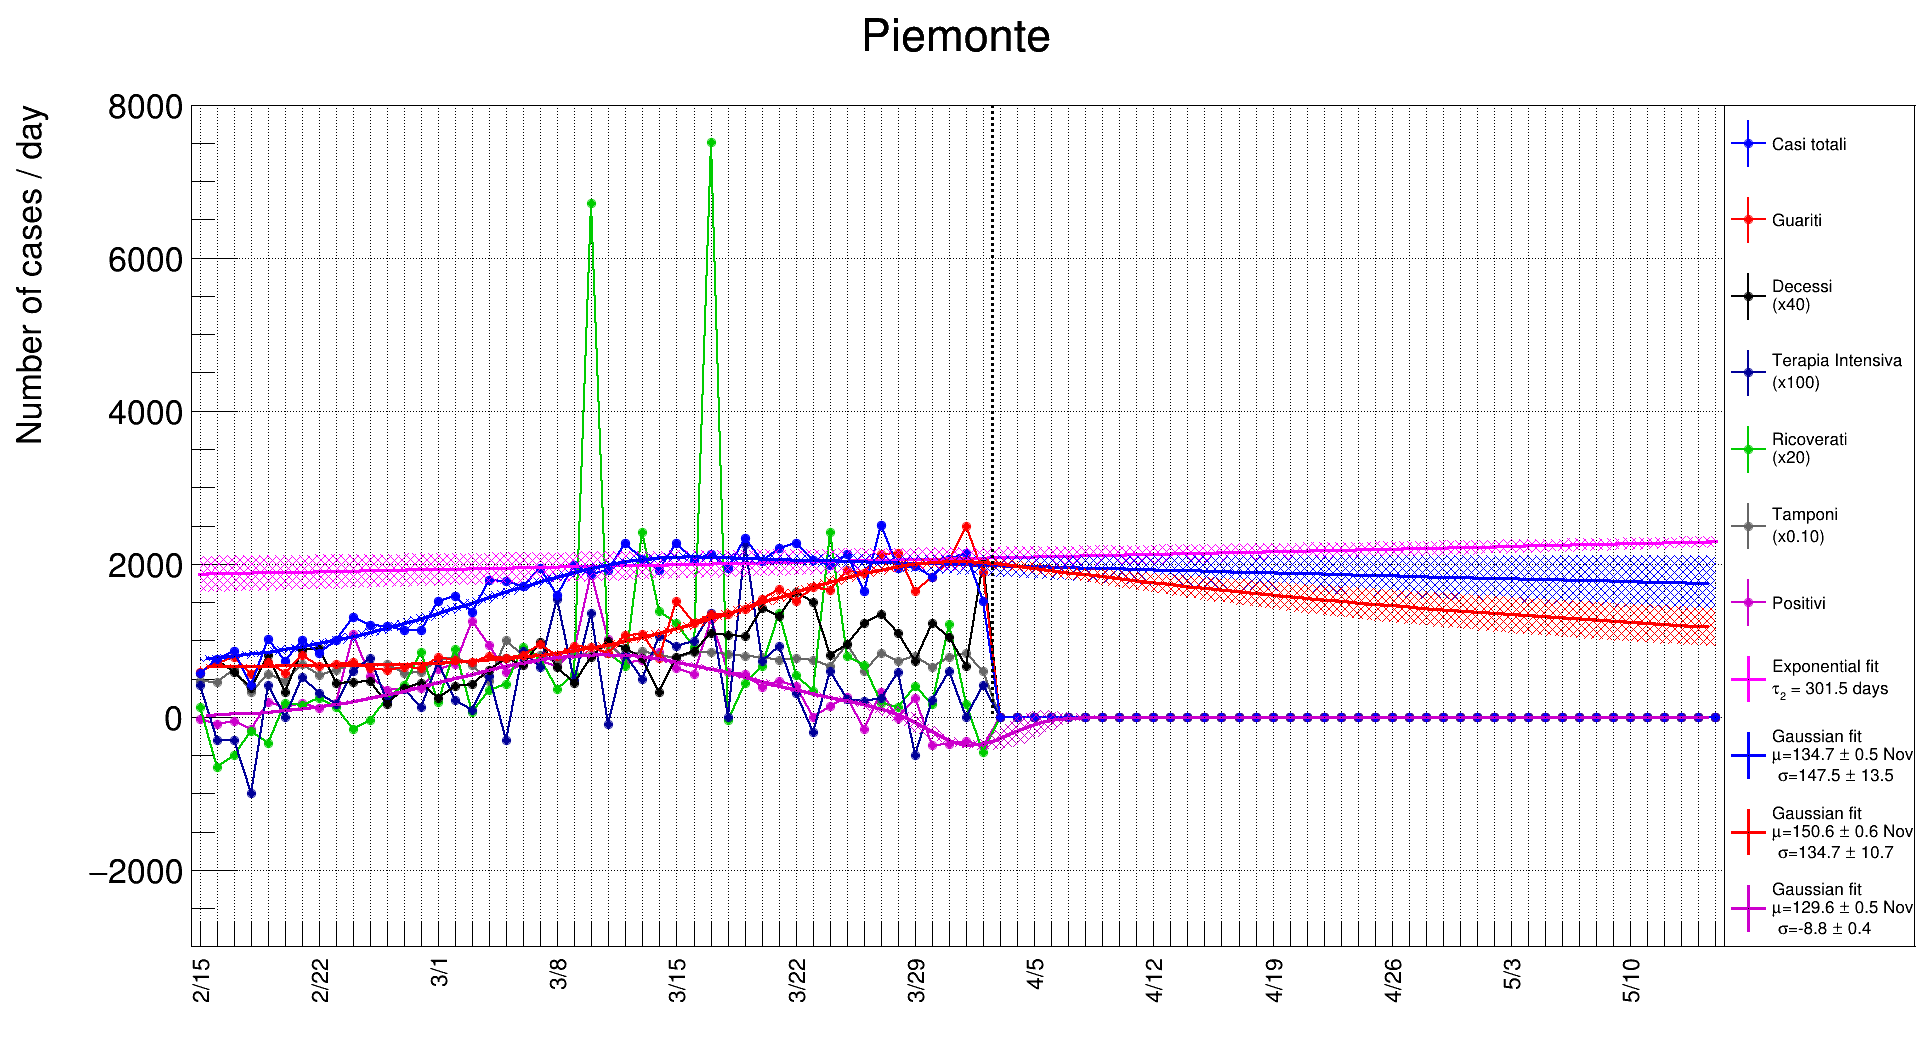 Piemonte
Number of cases / day
8000
6000
4000
2000
0
−2000
2/15
2/22
3/1
3/8
3/15
3/22
3/29
4/5
4/12
4/19
4/26
5/3
5/10
Casi totali
Guariti
Decessi
(x40)
Terapia Intensiva
(x100)
Ricoverati
(x20)
Tamponi
(x0.10)
Positivi
Exponential fit
τ2 = 301.5 days
Gaussian fit
μ=134.7 ± 0.5 Nov
σ=147.5 ± 13.5
Gaussian fit
μ=150.6 ± 0.6 Nov
σ=134.7 ± 10.7
Gaussian fit
μ=129.6 ± 0.5 Nov
σ=-8.8 ± 0.4